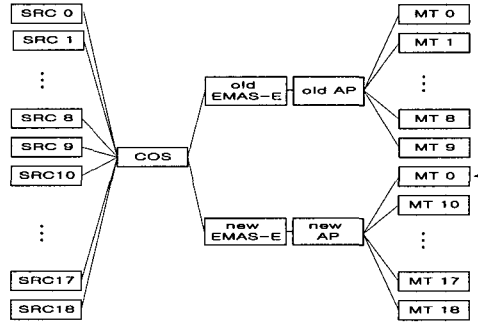 SRC 0
SRC 1
SRC 8
SRC 9
SRC10
SRC17
SRC18
COS
old
EMAS-E
old AP
new
EMAS-E
new
AP
MT 0
MT 1
MT 8
MT 9
MT 0
MT 10
MT 17
MT 18